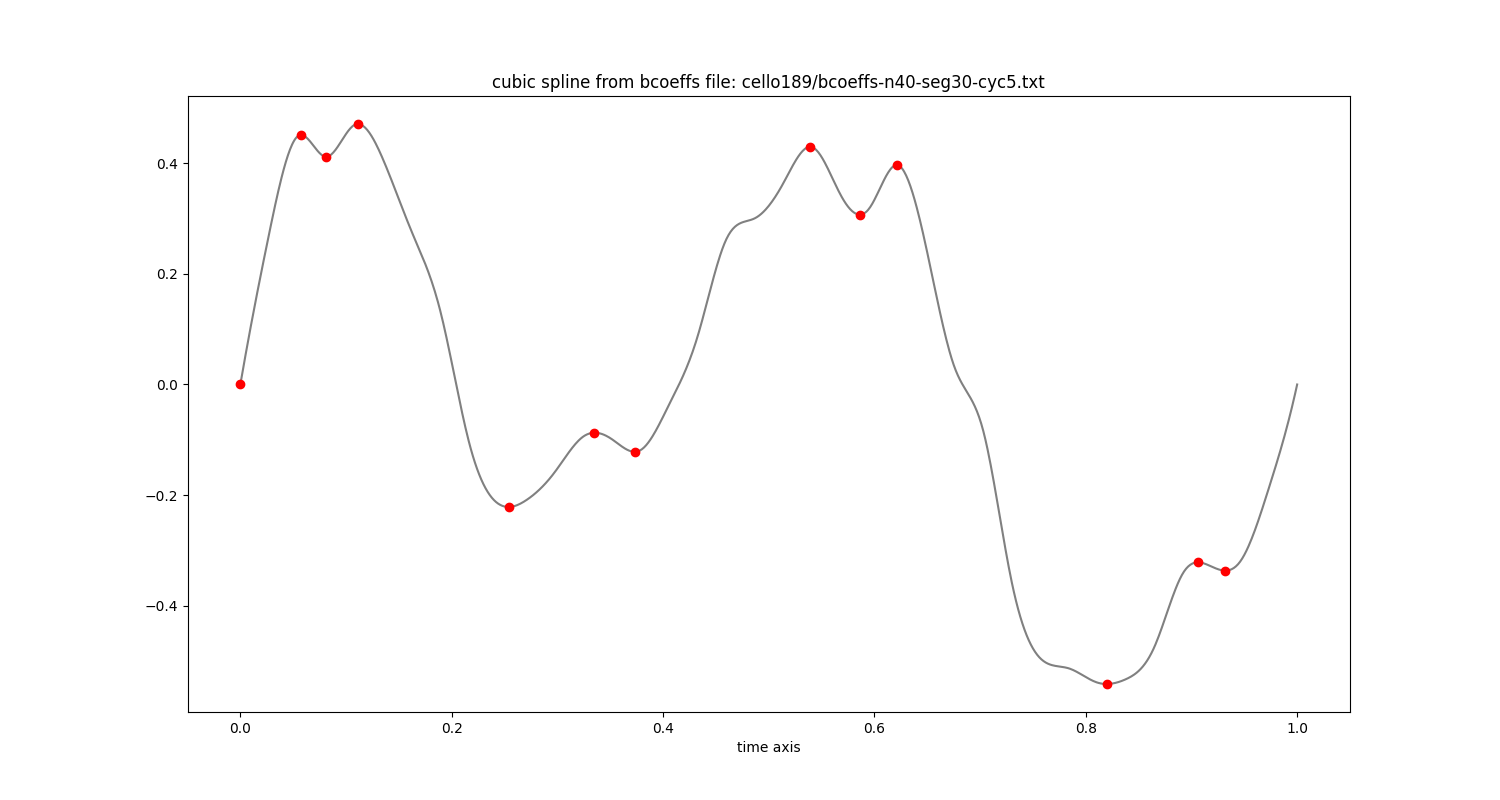 cubic spline from bcoeffs file: cello189/bcoeffs-n40-seg30-cyc5.txt
0.4
0.2
0.0
−0.2
−0.4
0.0 0.2 0.4 0.6 0.8 1.0
time axis